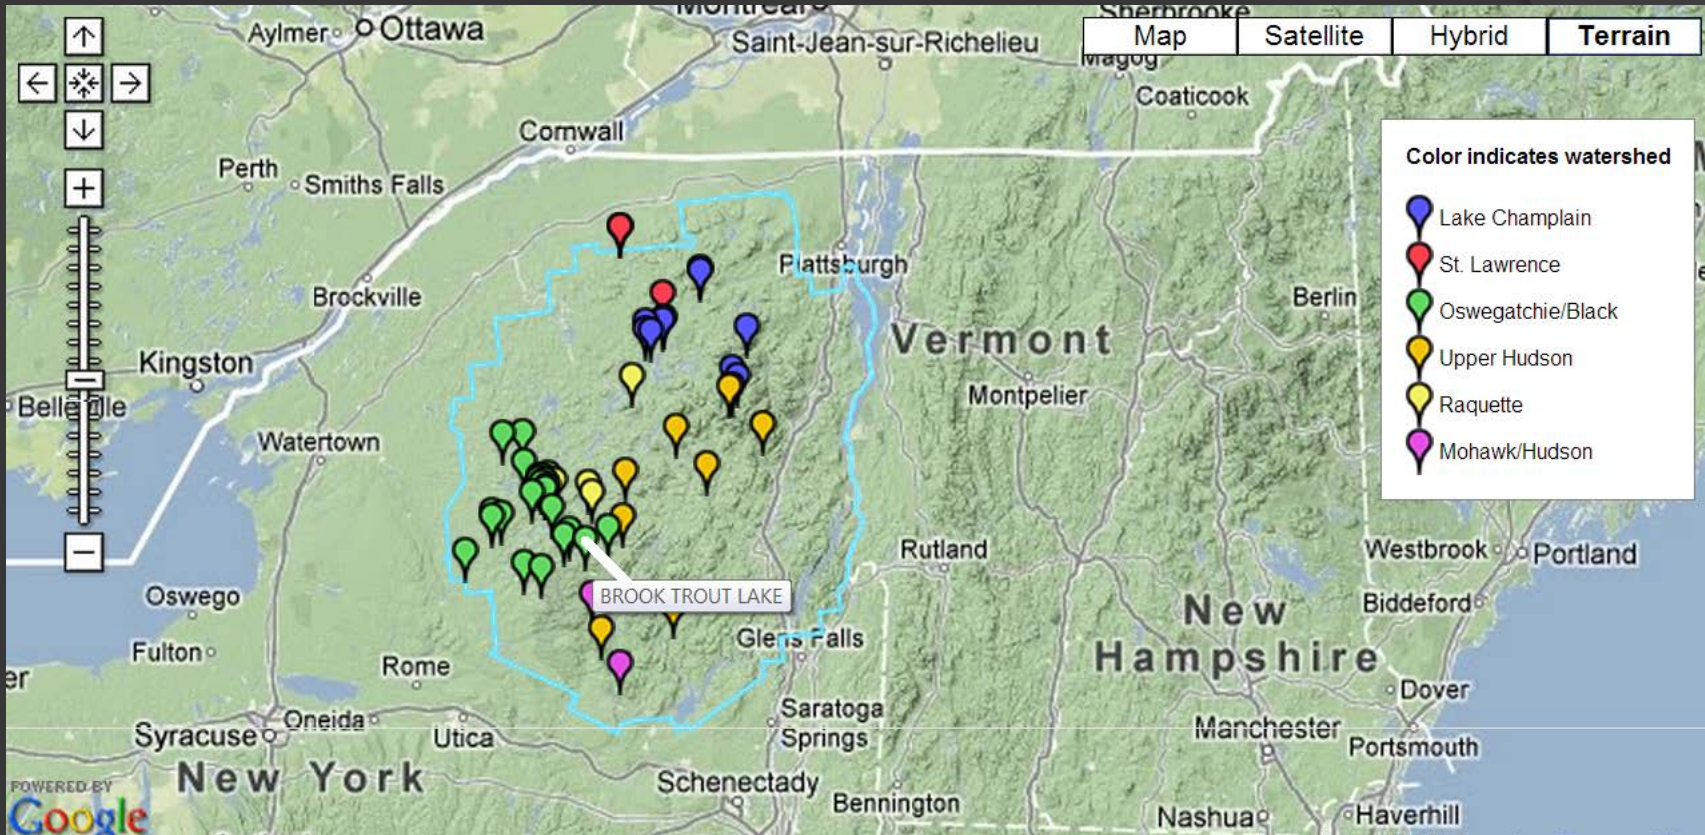 Montreal
Sherbrooke
Aylmer
Ottawa
Saint-Jean-sur-Richelieu
Map
Satellite
Hybrid
Terrain
Magog
Coaticook
Cornwall
Perth
Smiths Falls
Color indicates watershed
Lake Champlain
St. Lawrence
Oswegatchie/Black
Upper Hudson
Raquette
Mohawk/Hudson
Plattsburgh
Brockville
Berlin
Vermont
Kingston
Montpelier
Belleville
Watertown
Rutland
Westbrook
Portland
BROOK TROUT LAKE
Oswego
New
Hampshire
Biddeford
Glens Falls
Fulton
Rome
er
Dover
Saratoga
Springs
Oneida
Syracuse
Utica
Manchester
Portsmouth
New York
Schenectady
Bennington
POWERED BY
Google
Nashua
Haverhill